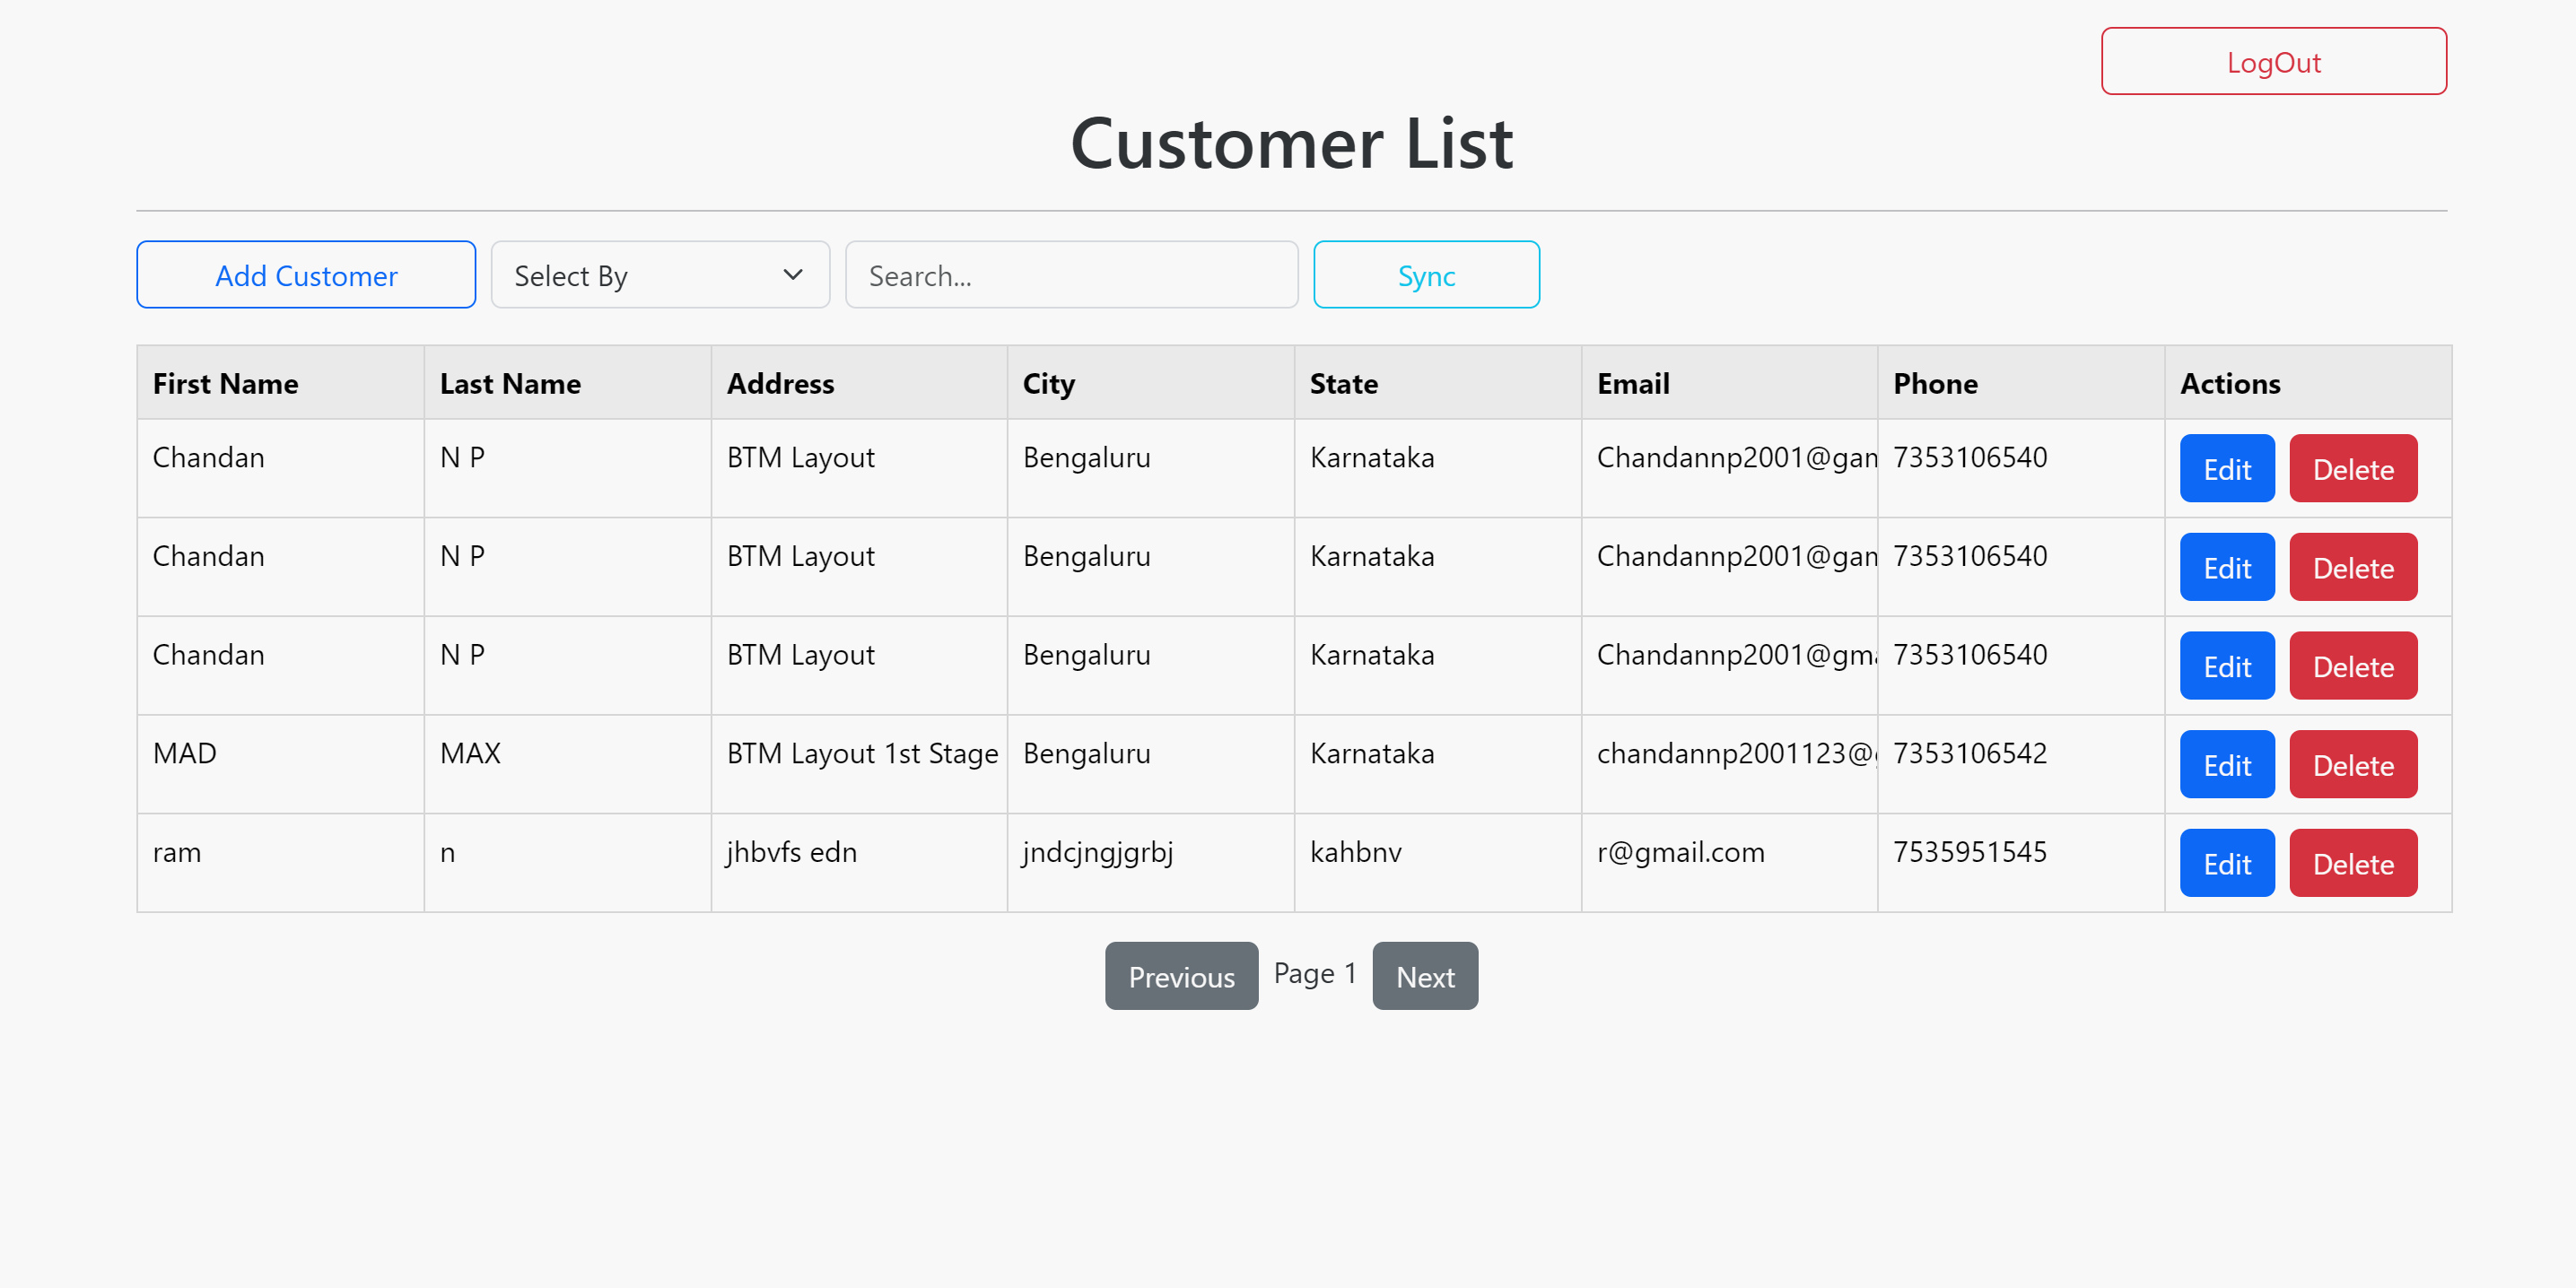 LogOut
Customer List
Add Customer Select By Search... Sync
First Name Last Name Address City State Email Phone Actions
Chandan N P BTM Layout Bengaluru Karnataka Chandannp2001@gam 7353106540 Edit Delete
Chandan N P BTM Layout Bengaluru Karnataka Chandannp2001@gam 7353106540 Edit Delete
Chandan N P BTM Layout Bengaluru Karnataka Chandannp2001@gma 7353106540 Edit Delete
MAD MAX BTM Layout 1st Stage Bengaluru Karnataka chandannp2001123@g 7353106542 Edit Delete
ram n jhbvfs edn jndcjngjgrbj kahbnv r@gmail.com 7535951545 Edit Delete
Previous Page 1 Next